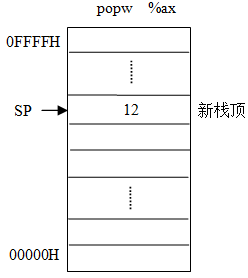 popw %ax
0FFFFH
SP 12 新栈顶
00000H